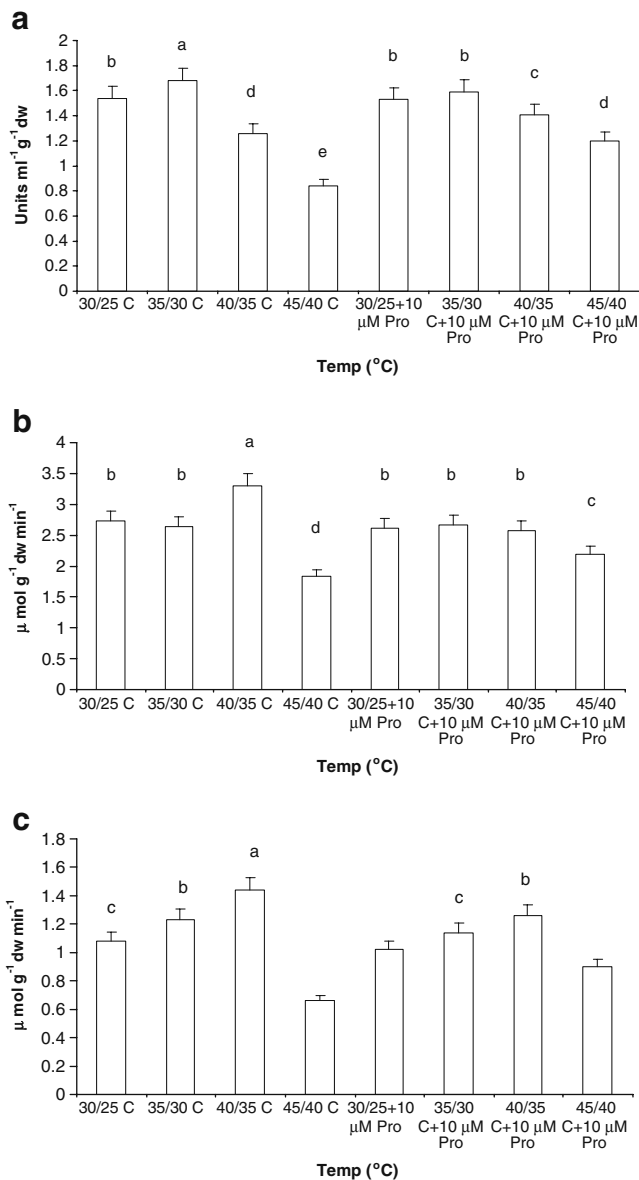 a
2
1.8
1.6
1.4
1.2
1
0.8
0.6
0.4
0.2
0
Units ml⁻¹ g⁻¹ dw
b
a
d
e
b
b
c
d
30/25 C
35/30 C
40/35 C
45/40 C
30/25+10
µM Pro
35/30
C+10 µM
Pro
40/35
C+10 µM
Pro
45/40
C+10 µM
Pro
Temp (°C)
b
4
3.5
3
2.5
2
1.5
1
0.5
0
µ mol g⁻¹ dw min⁻¹
b
b
a
d
b
b
b
c
30/25 C
35/30 C
40/35 C
45/40 C
30/25+10
µM Pro
35/30
C+10 µM
Pro
40/35
C+10 µM
Pro
45/40
C+10 µM
Pro
Temp (°C)
c
1.8
1.6
1.4
1.2
1
0.8
0.6
0.4
0.2
0
µ mol g⁻¹ dw min⁻¹
c
b
a
c
b
30/25 C
35/30 C
40/35 C
45/40 C
30/25+10
µM Pro
35/30
C+10 µM
Pro
40/35
C+10 µM
Pro
45/40
C+10 µM
Pro
Temp (°C)